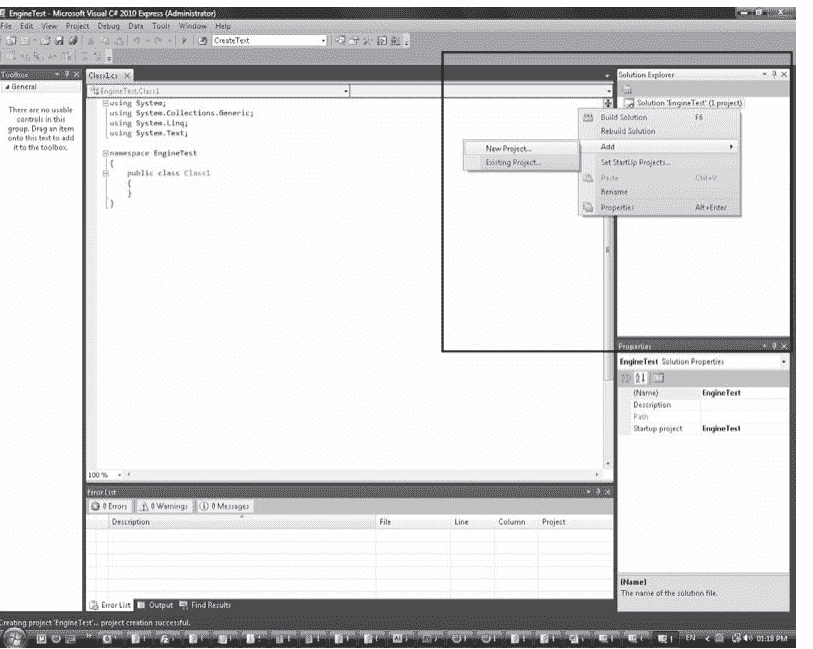 EngineTest - Microsoft Visual C# 2010 Express (Administrator)
File Edit View Project Debug Data Tools Window Help
CreateText
Toolbox
General
There are no usable
controls in this
group. Drag an item
onto this text to add
it to the toolbox.
Class1.cs
EngineTest.Class1
using System;
using System.Collections.Generic;
using System.Linq;
using System.Text;
namespace EngineTest
{
public class Class1
{
}
}
100 %
Solution Explorer
Solution 'EngineTest' (1 project)
Build Solution F6
Rebuild Solution
Add
New Project...
Existing Project...
Set StartUp Projects...
Paste Ctrl+V
Rename
Properties Alt+Enter
Properties
EngineTest Solution Properties
(Name) EngineTest
Description
Path
Startup project EngineTest
(Name)
The name of the solution file.
Error List
0 Errors 0 Warnings 0 Messages
Description File Line Column Project
Error List Output Find Results
Creating project 'EngineTest'... project creation successful.
EN 01:13 PM